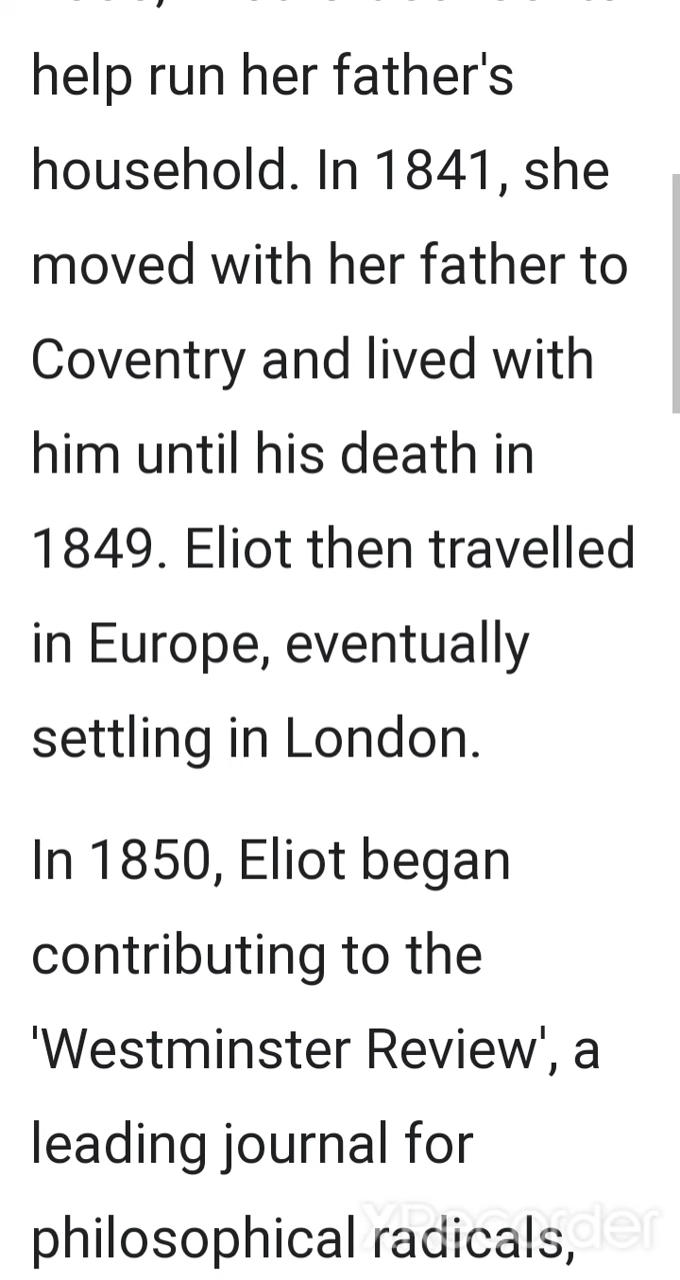 help run her father's
household. In 1841, she
moved with her father to
Coventry and lived with
him until his death in
1849. Eliot then travelled
in Europe, eventually
settling in London.
In 1850, Eliot began
contributing to the
'Westminster Review', a
leading journal for
philosophical radicals,
XRecorder